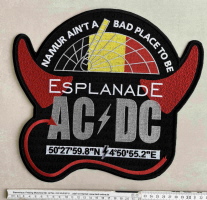 NAMUR AIN'T A BAD PLACE TO BE
ESPLANADE
AC⚡DC
50°27'59.8"N 4°50'55.2"E